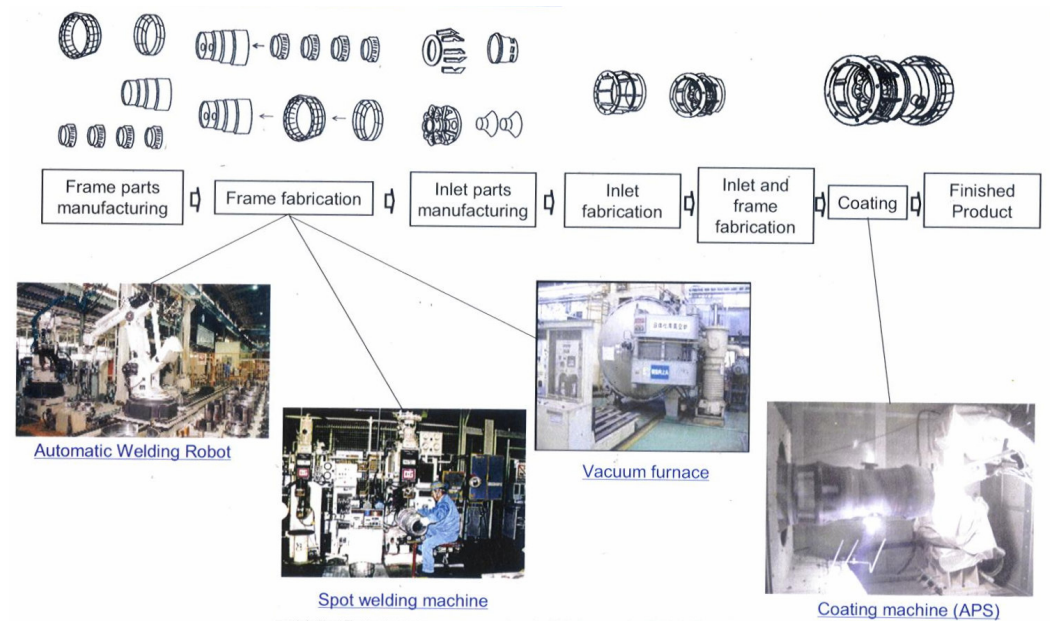 Frame parts
manufacturing
Frame fabrication
Inlet parts
manufacturing
Inlet
fabrication
Inlet and
frame
fabrication
Coating
Finished
Product
Automatic Welding Robot
Spot welding machine
Vacuum furnace
Coating machine (APS)